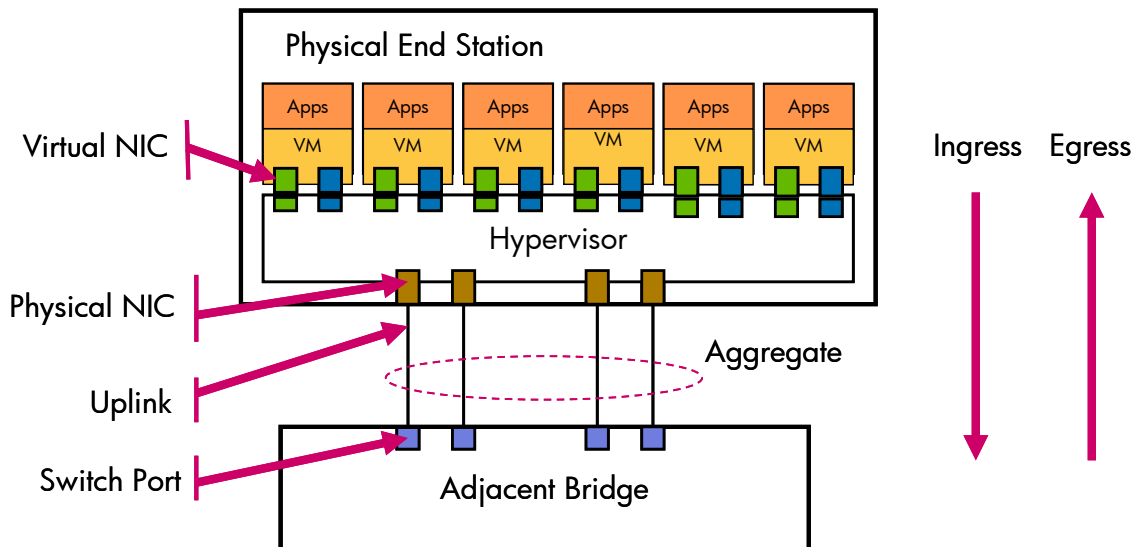 Physical End Station
Apps Apps Apps Apps Apps Apps
VM VM VM VM VM VM
Virtual NIC
Ingress Egress
Hypervisor
Physical NIC
Aggregate
Uplink
Switch Port
Adjacent Bridge